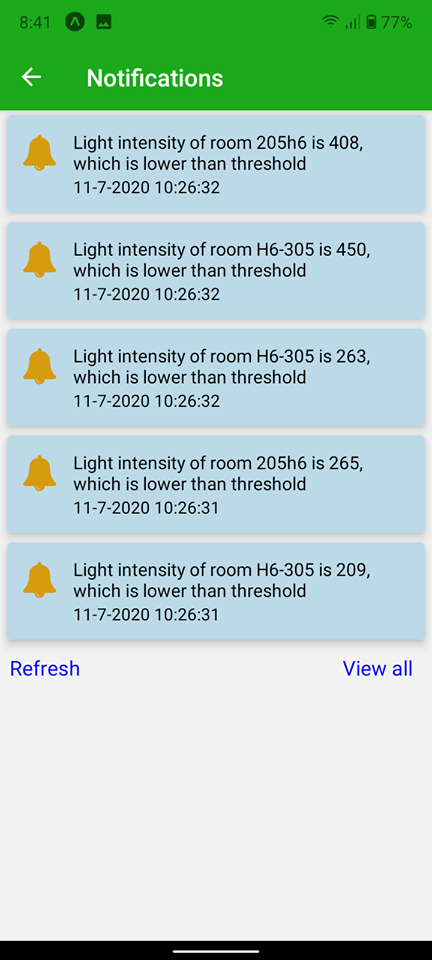 8:41
77%
Notifications
Light intensity of room 205h6 is 408,
which is lower than threshold
11-7-2020 10:26:32
Light intensity of room H6-305 is 450,
which is lower than threshold
11-7-2020 10:26:32
Light intensity of room H6-305 is 263,
which is lower than threshold
11-7-2020 10:26:32
Light intensity of room 205h6 is 265,
which is lower than threshold
11-7-2020 10:26:31
Light intensity of room H6-305 is 209,
which is lower than threshold
11-7-2020 10:26:31
Refresh
View all